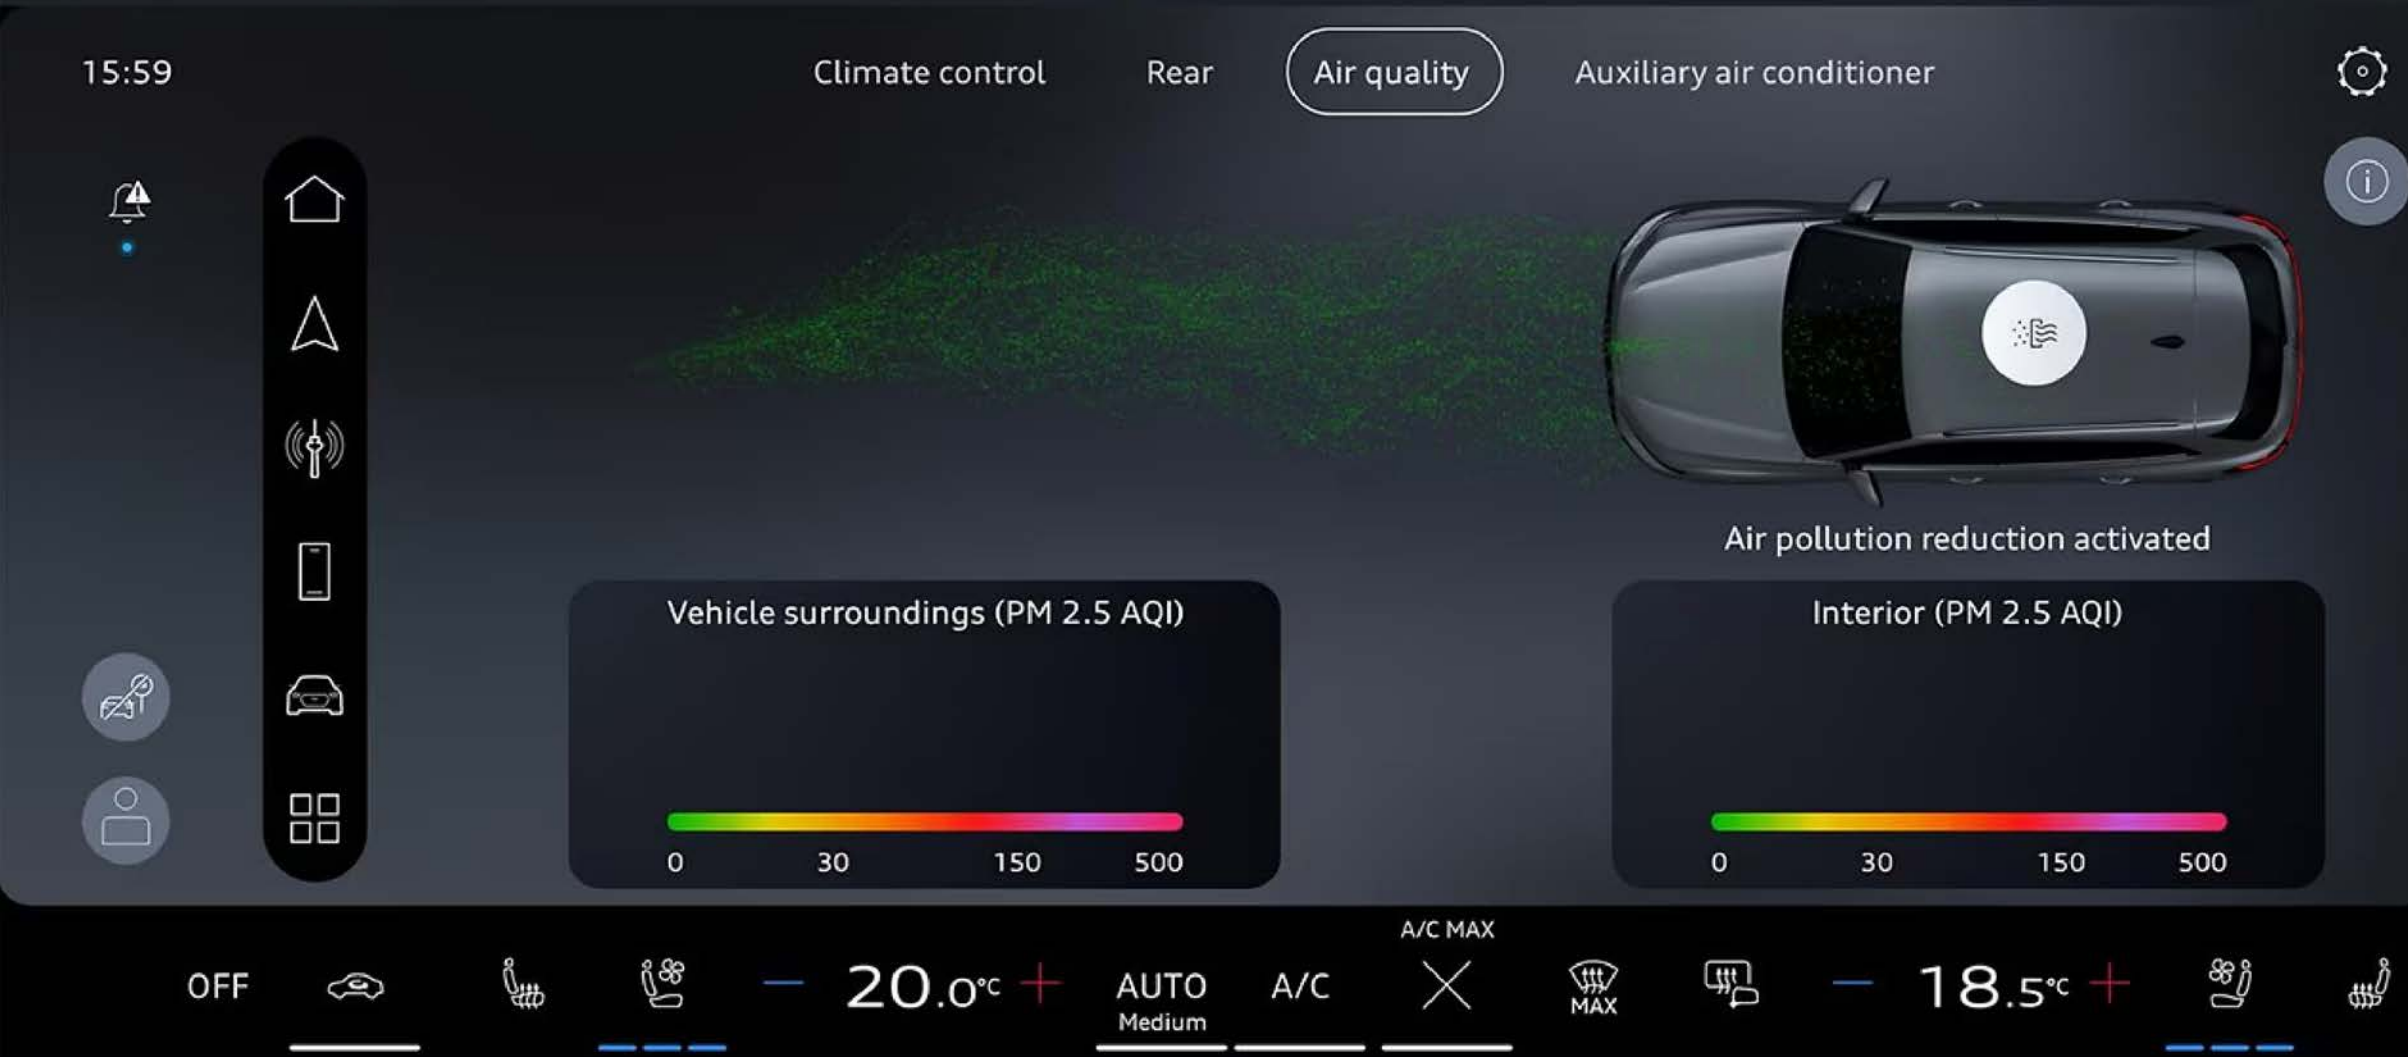 15:59
Climate control
Rear
Air quality
Auxiliary air conditioner
i
Air pollution reduction activated
Vehicle surroundings (PM 2.5 AQI)
0 30 150 500
Interior (PM 2.5 AQI)
0 30 150 500
OFF
20.0°C
AUTO
Medium
A/C
A/C MAX
MAX
18.5°C